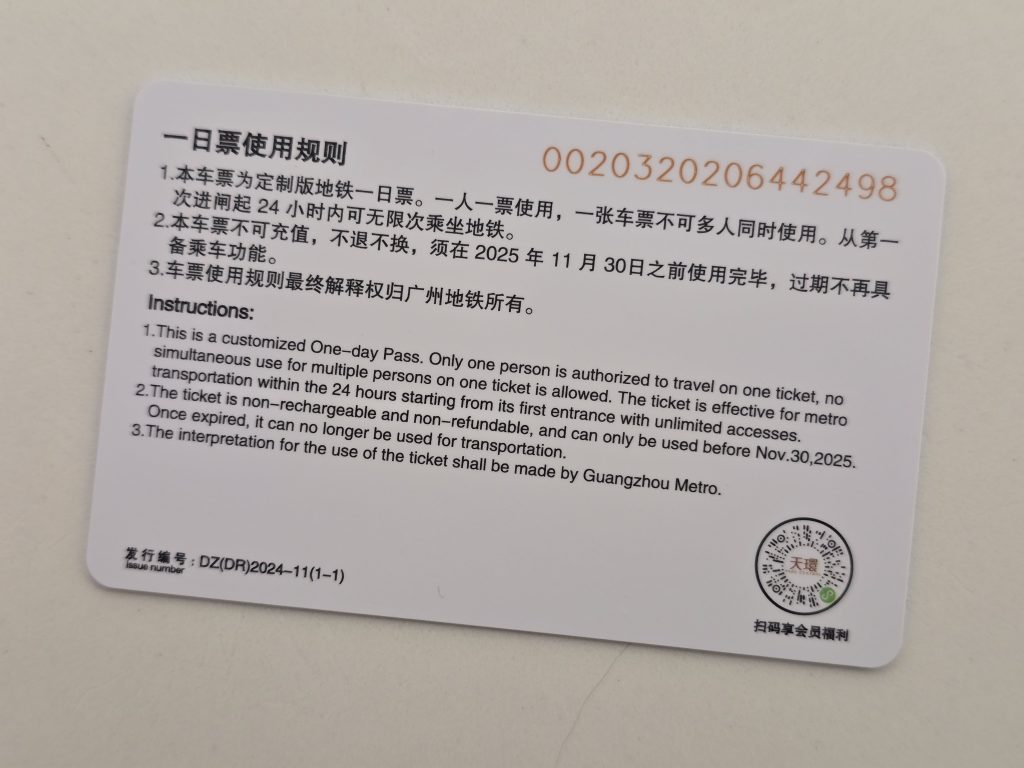 一日票使用规则
0020320206442498
1.本车票为定制版地铁一日票。一人一票使用，一张车票不可多人同时使用。从第一
次进闸起 24 小时内可无限次乘坐地铁。
2.本车票不可充值，不退不换，须在 2025 年 11 月 30日之前使用完毕，过期不再具
备乘车功能。
3.车票使用规则最终解释权归广州地铁所有。
Instructions:
1.This is a customized One–day Pass. Only one person is authorized to travel on one ticket, no
simultaneous use for multiple persons on one ticket is allowed. The ticket is effective for metro
transportation within the 24 hours starting from its first entrance with unlimited accesses.
2.The ticket is non–rechargeable and non–refundable, and can only be used before Nov.30,2025.
Once expired, it can no longer be used for transportation.
3.The interpretation for the use of the ticket shall be made by Guangzhou Metro.
发行编号：DZ(DR)2024–11(1–1)
Issue number
天環
扫码享会员福利